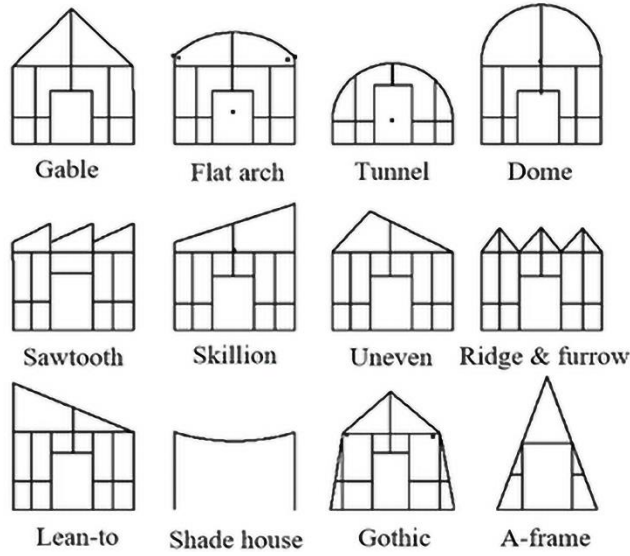 Gable
Flat arch
Tunnel
Dome
Sawtooth
Skillion
Uneven
Ridge & furrow
Lean-to
Shade house
Gothic
A-frame